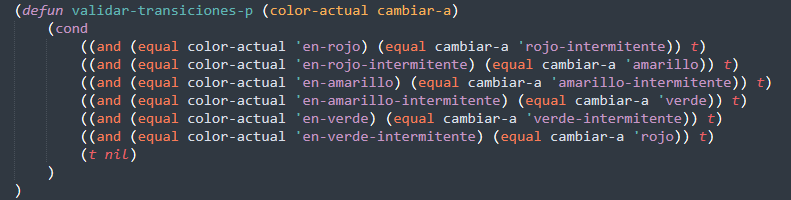 (defun validar-transiciones-p (color-actual cambiar-a)
(cond
((and (equal color-actual 'en-rojo) (equal cambiar-a 'rojo-intermitente)) t)
((and (equal color-actual 'en-rojo-intermitente) (equal cambiar-a 'amarillo)) t)
((and (equal color-actual 'en-amarillo) (equal cambiar-a 'amarillo-intermitente)) t)
((and (equal color-actual 'en-amarillo-intermitente) (equal cambiar-a 'verde)) t)
((and (equal color-actual 'en-verde) (equal cambiar-a 'verde-intermitente)) t)
((and (equal color-actual 'en-verde-intermitente) (equal cambiar-a 'rojo)) t)
(t nil)
)
)